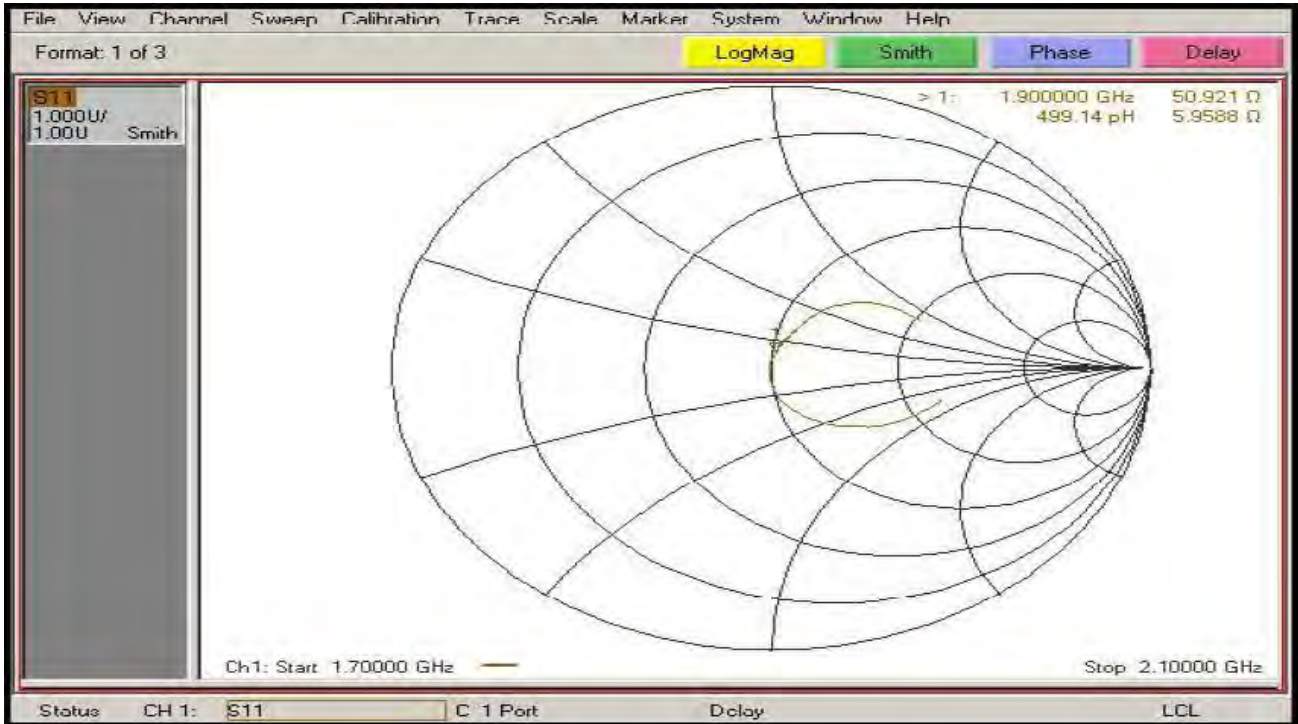 File View Channel Sweep Calibration Trace Scale Marker System Window Help
Format: 1 of 3 LogMag Smith Phase Delay
S11
1.000U/
1.00U Smith
> 1: 1.900000 GHz 50.921 Ω
499.14 pH 5.9588 Ω
1
Ch1: Start 1.70000 GHz
Stop 2.10000 GHz
Status CH 1: S11 C 1 Port Delay LCL